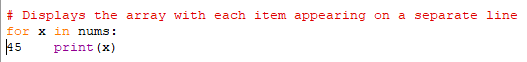 # Displays the array with each item appearing on a separate line
for x in nums:
45    print(x)